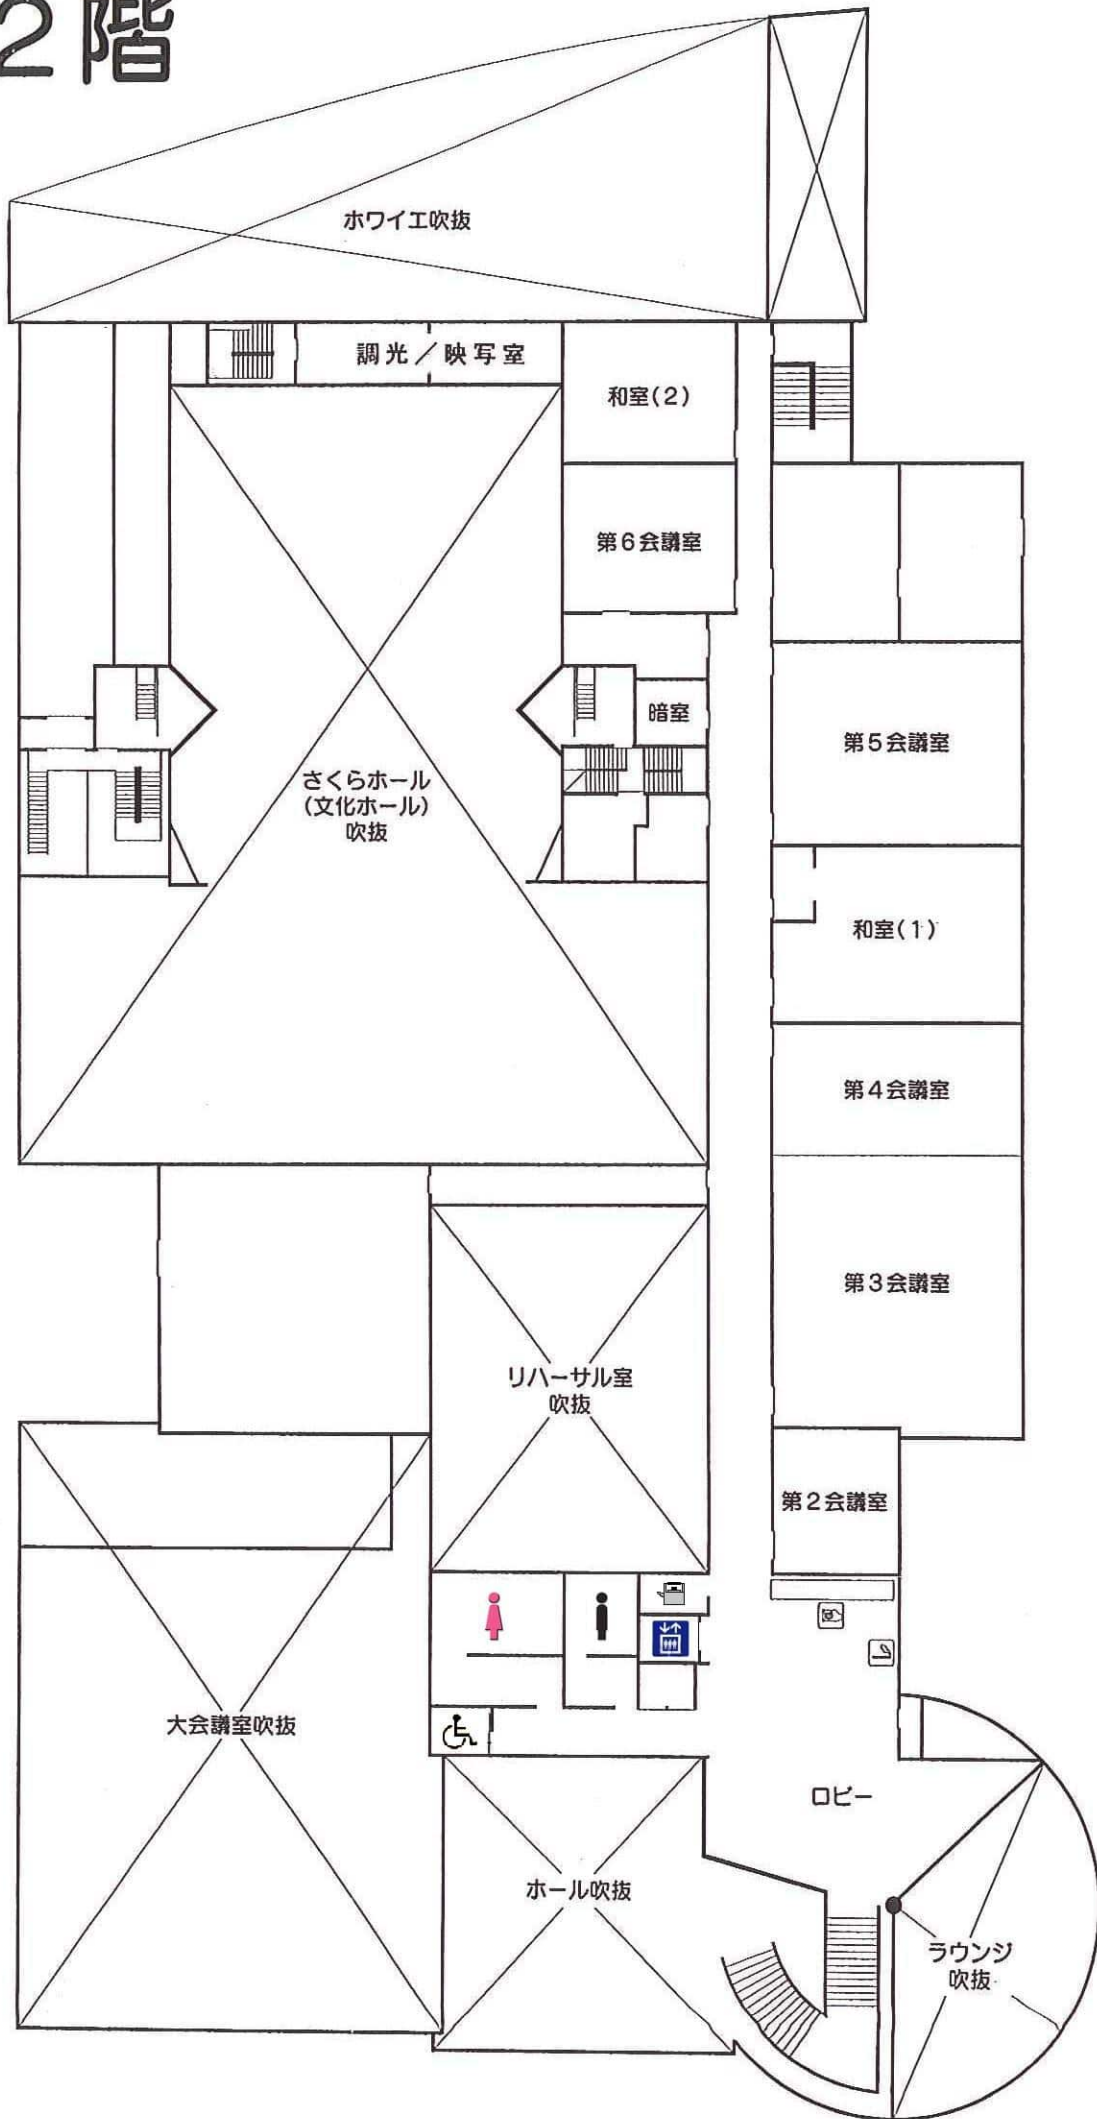 2階
ホワイエ吹抜
調光／映写室
和室(2)
第6会議室
暗室
第5会議室
さくらホール
(文化ホール)
吹抜
和室(1)
第4会議室
第3会議室
リハーサル室
吹抜
第2会議室
大会議室吹抜
ロビー
ホール吹抜
ラウンジ
吹抜